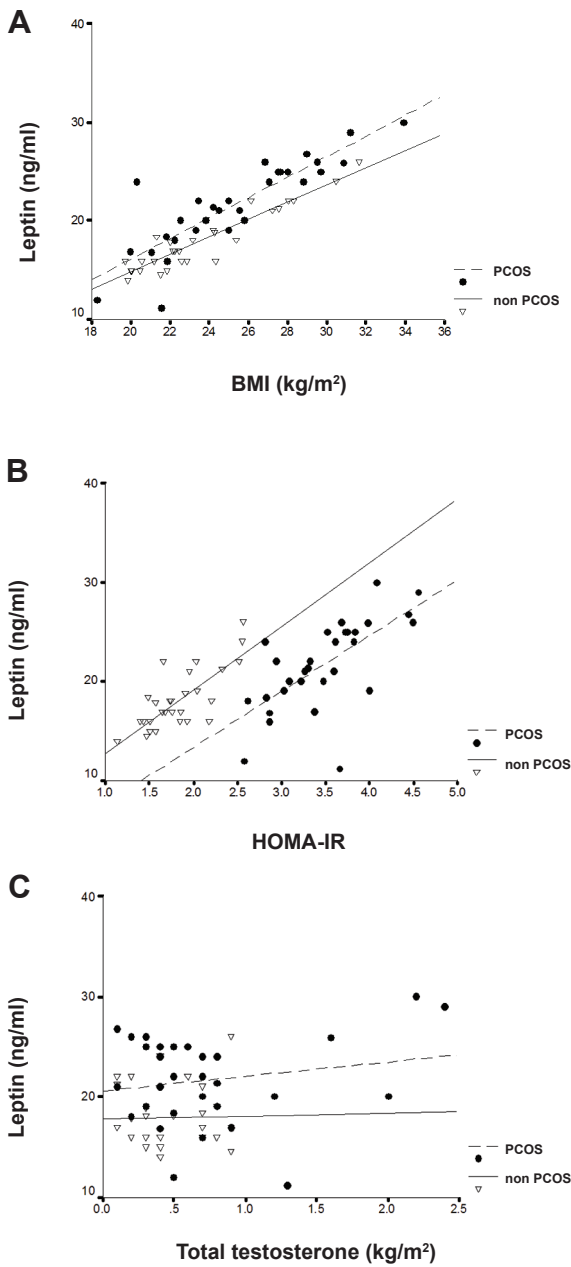 A
Leptin (ng/ml)
40
30
20
10
18 20 22 24 26 28 30 32 34 36
BMI (kg/m²)
PCOS
non PCOS
B
Leptin (ng/ml)
40
30
20
10
1.0 1.5 2.0 2.5 3.0 3.5 4.0 4.5 5.0
HOMA-IR
PCOS
non PCOS
C
Leptin (ng/ml)
40
30
20
10
0.0 .5 1.0 1.5 2.0 2.5
Total testosterone (kg/m²)
PCOS
non PCOS